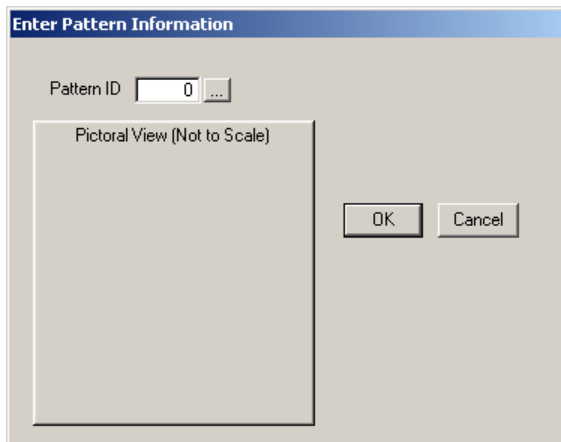 Enter Pattern Information
Pattern ID 0 ...
Pictoral View (Not to Scale)
OK Cancel